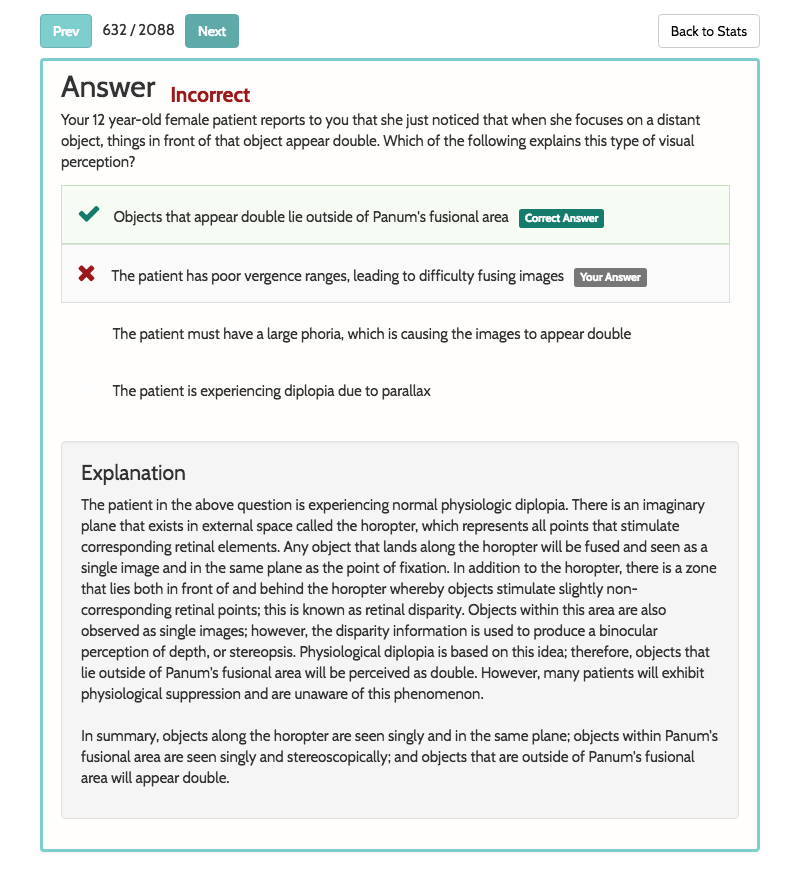 Prev 632 / 2088 Next Back to Stats
Answer Incorrect
Your 12 year-old female patient reports to you that she just noticed that when she focuses on a distant
object, things in front of that object appear double. Which of the following explains this type of visual
perception?
Objects that appear double lie outside of Panum's fusional area Correct Answer
The patient has poor vergence ranges, leading to difficulty fusing images Your Answer
The patient must have a large phoria, which is causing the images to appear double
The patient is experiencing diplopia due to parallax
Explanation
The patient in the above question is experiencing normal physiologic diplopia. There is an imaginary
plane that exists in external space called the horopter, which represents all points that stimulate
corresponding retinal elements. Any object that lands along the horopter will be fused and seen as a
single image and in the same plane as the point of fixation. In addition to the horopter, there is a zone
that lies both in front of and behind the horopter whereby objects stimulate slightly non-
corresponding retinal points; this is known as retinal disparity. Objects within this area are also
observed as single images; however, the disparity information is used to produce a binocular
perception of depth, or stereopsis. Physiological diplopia is based on this idea; therefore, objects that
lie outside of Panum's fusional area will be perceived as double. However, many patients will exhibit
physiological suppression and are unaware of this phenomenon.
In summary, objects along the horopter are seen singly and in the same plane; objects within Panum's
fusional area are seen singly and stereoscopically; and objects that are outside of Panum's fusional
area will appear double.